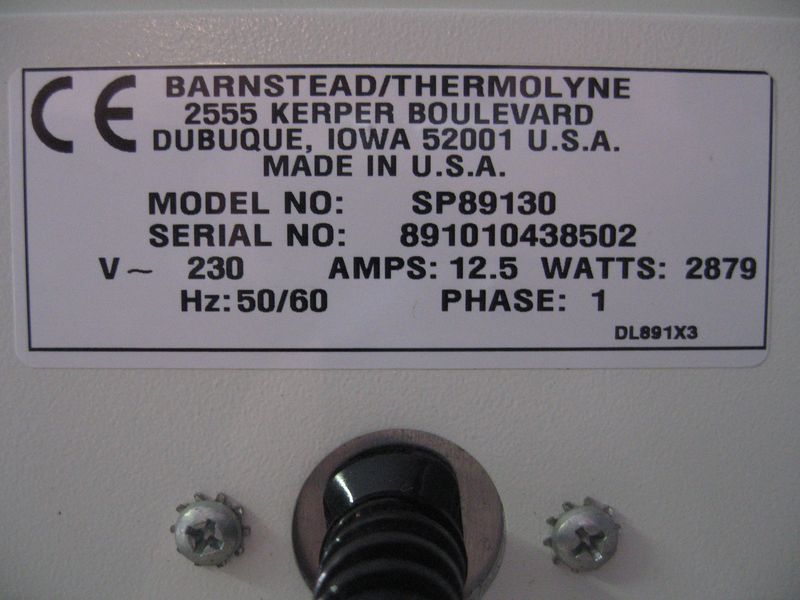 CE BARNSTEAD/THERMOLYNE
2555 KERPER BOULEVARD
DUBUQUE, IOWA 52001 U.S.A.
MADE IN U.S.A.
MODEL NO: SP89130
SERIAL NO: 891010438502
V~ 230 AMPS: 12.5 WATTS: 2879
Hz: 50/60 PHASE: 1
DL891X3